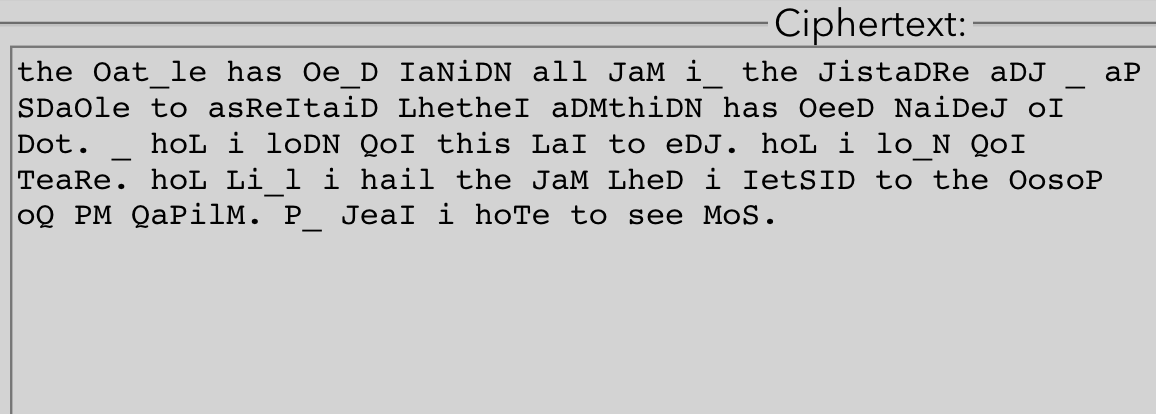 Ciphertext:
the Oat_le has Oe_D IaNiDN all JaM i_ the JistaDRe aDJ _ aP
SDaOle to asReItaiD LhetheI aDMthiDN has OeeD NaiDeJ oI
Dot. _ hoL i loDN QoI this LaI to eDJ. hoL i lo_N QoI
TeaRe. hoL Li_l i hail the JaM LheD i IetSID to the OosoP
oQ PM QaPilM. P_ JeaI i hoTe to see MoS.